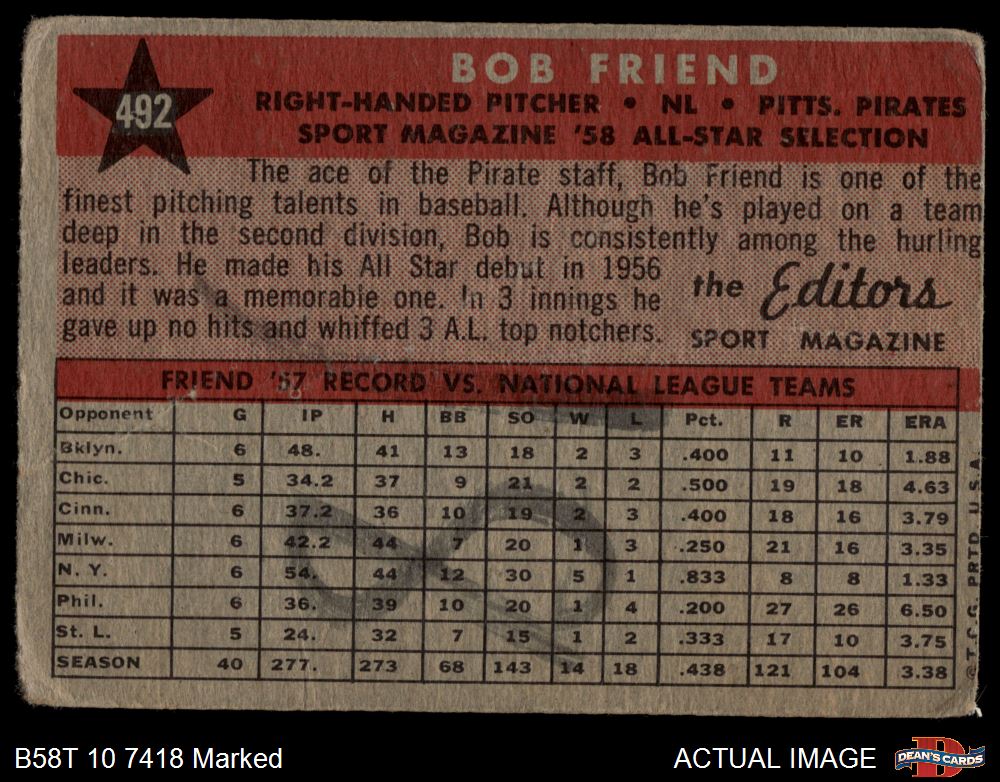 BOB FRIEND
492
RIGHT-HANDED PITCHER • NL • PITTS. PIRATES
SPORT MAGAZINE '58 ALL-STAR SELECTION
The ace of the Pirate staff, Bob Friend is one of the
finest pitching talents in baseball. Although he's played on a team
deep in the second division, Bob is consistently among the hurling
leaders. He made his All Star debut in 1956
and it was a memorable one. In 3 innings he
gave up no hits and whiffed 3 A.L. top notchers.
the Editors
SPORT MAGAZINE
FRIEND '57 RECORD VS. NATIONAL LEAGUE TEAMS
Opponent G IP H BB SO W L Pct. R ER ERA
Bklyn. 6 48. 41 13 18 2 3 .400 11 10 1.88
Chic. 5 34.2 37 9 21 2 2 .500 19 18 4.63
Cinn. 6 37.2 36 10 19 2 3 .400 18 16 3.79
Milw. 6 42.2 44 7 20 1 3 .250 21 16 3.35
N. Y. 6 54. 44 12 30 5 1 .833 8 8 1.33
Phil. 6 36. 39 10 20 1 4 .200 27 26 6.50
St. L. 5 24. 32 7 15 1 2 .333 17 10 3.75
SEASON 40 277. 273 68 143 14 18 .438 121 104 3.38
©T.C.G. PRTD. U.S.A.
B58T 10 7418 Marked
ACTUAL IMAGE
DEAN'S CARDS